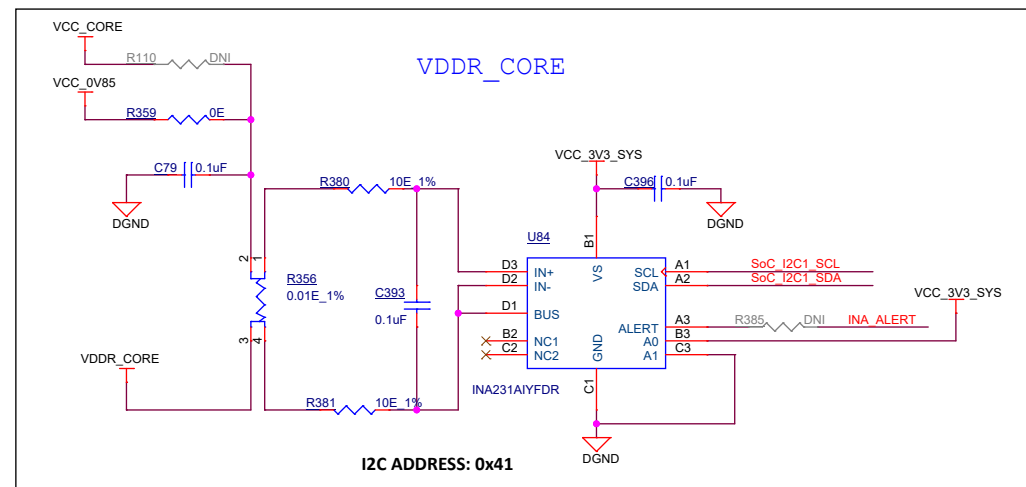 VCC_CORE
R110 DNI
VDDR_CORE
VCC_0V85
R359 0E
VCC_3V3_SYS
C79 0.1uF
R380 10E_1%
C396 0.1uF
DGND
DGND
U84
B1
2 1
D3 IN+ VS SCL A1 SoC_I2C1_SCL
D2 IN- SDA A2 SoC_I2C1_SDA
R356
0.01E_1%
C393
0.1uF
VCC_3V3_SYS
D1 BUS
R385 DNI INA_ALERT
ALERT A3
B2 NC1 A0 B3
C2 NC2 GND A1 C3
3 4
VDDR_CORE
INA231AIYFDR
C1
R381 10E_1%
DGND
I2C ADDRESS: 0x41